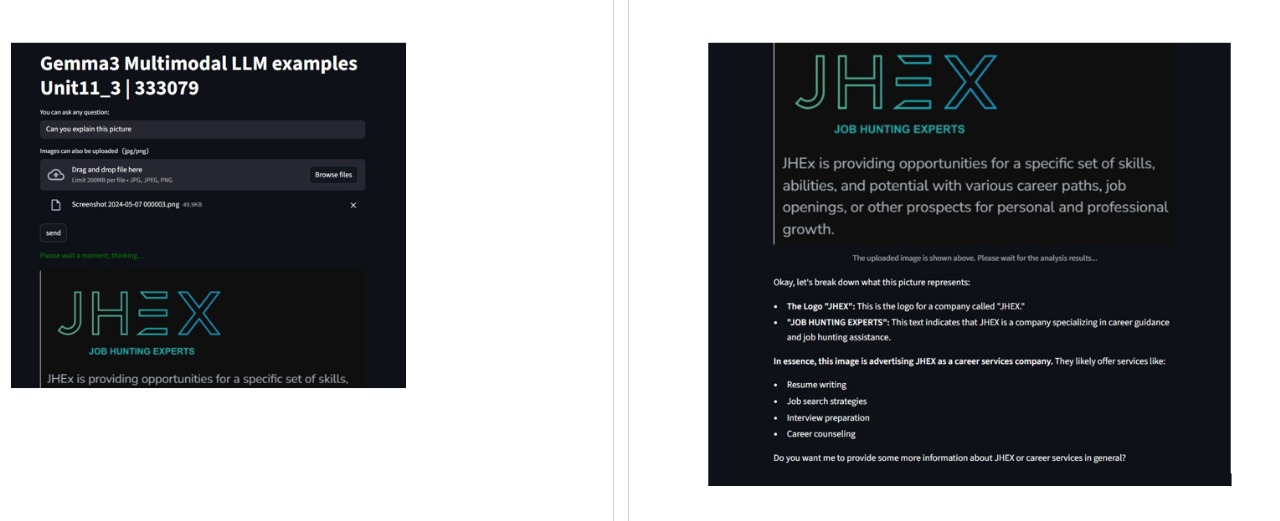 Gemma3 Multimodal LLM examples
Unit11_3 | 333079
You can ask any question:
Can you explain this picture
Images can also be uploaded（jpg/png）
Drag and drop file here
Limit 200MB per file • JPG, JPEG, PNG
Browse files
Screenshot 2024-05-07 000003.png 49.9KB
send
Please wait a moment, thinking...
JHEX
JOB HUNTING EXPERTS
JHEx is providing opportunities for a specific set of skills,
JHEX
JOB HUNTING EXPERTS
JHEx is providing opportunities for a specific set of skills,
abilities, and potential with various career paths, job
openings, or other prospects for personal and professional
growth.
The uploaded image is shown above. Please wait for the analysis results...
Okay, let's break down what this picture represents:
• The Logo "JHEX": This is the logo for a company called "JHEX."
• "JOB HUNTING EXPERTS": This text indicates that JHEX is a company specializing in career guidance
and job hunting assistance.
In essence, this image is advertising JHEX as a career services company. They likely offer services like:
• Resume writing
• Job search strategies
• Interview preparation
• Career counseling
Do you want me to provide some more information about JHEX or career services in general?